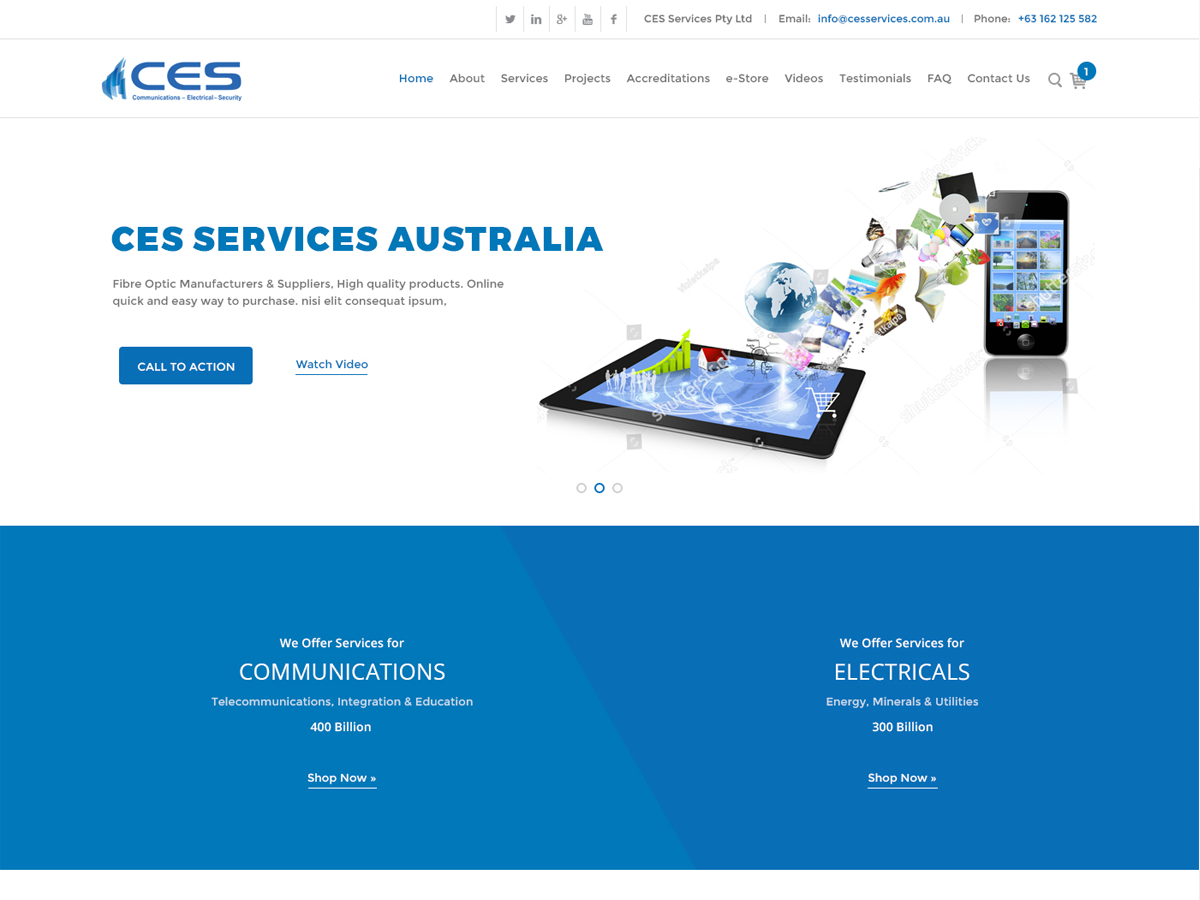 CES Services Pty Ltd | Email: info@cesservices.com.au | Phone: +63 162 125 582
CES
Communications - Electrical - Security
Home About Services Projects Accreditations e-Store Videos Testimonials FAQ Contact Us 1
CES SERVICES AUSTRALIA
Fibre Optic Manufacturers & Suppliers, High quality products. Online
quick and easy way to purchase. nisi elit consequat ipsum,
CALL TO ACTION
Watch Video
shutterstock
We Offer Services for
COMMUNICATIONS
Telecommunications, Integration & Education
400 Billion
Shop Now »
We Offer Services for
ELECTRICALS
Energy, Minerals & Utilities
300 Billion
Shop Now »